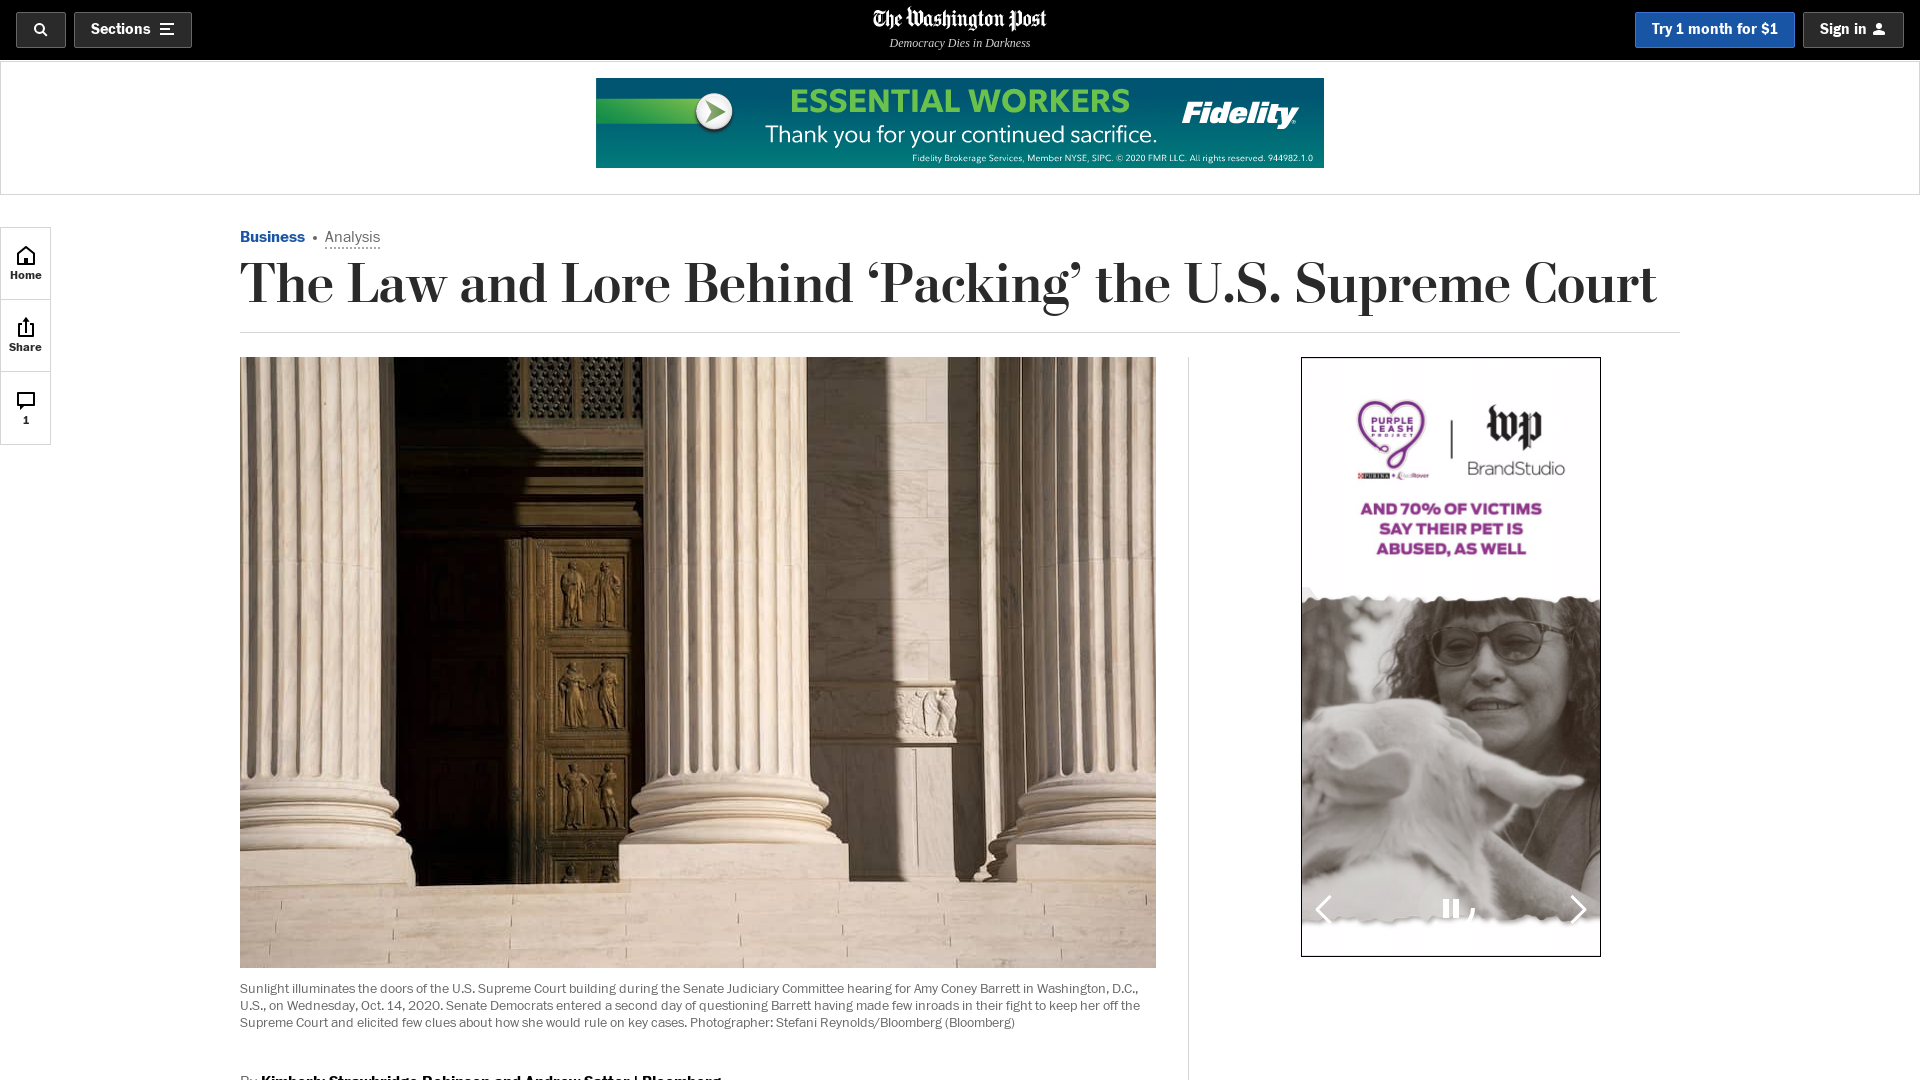 Sections
The Washington Post
Democracy Dies in Darkness
Try 1 month for $1
Sign in
ESSENTIAL WORKERS
Thank you for your continued sacrifice.
Fidelity
Fidelity Brokerage Services, Member NYSE, SIPC. © 2020 FMR LLC. All rights reserved. 944982.1.0
Home
Share
1
Business • Analysis
The Law and Lore Behind ‘Packing’ the U.S. Supreme Court
PURPLE
LEASH
PROJECT
PURINA
wp
BrandStudio
AND 70% OF VICTIMS
SAY THEIR PET IS
ABUSED, AS WELL
Sunlight illuminates the doors of the U.S. Supreme Court building during the Senate Judiciary Committee hearing for Amy Coney Barrett in Washington, D.C.,
U.S., on Wednesday, Oct. 14, 2020. Senate Democrats entered a second day of questioning Barrett having made few inroads in their fight to keep her off the
Supreme Court and elicited few clues about how she would rule on key cases. Photographer: Stefani Reynolds/Bloomberg (Bloomberg)
By Kimberly Strawbridge Robinson and Andrew Satter | Bloomberg